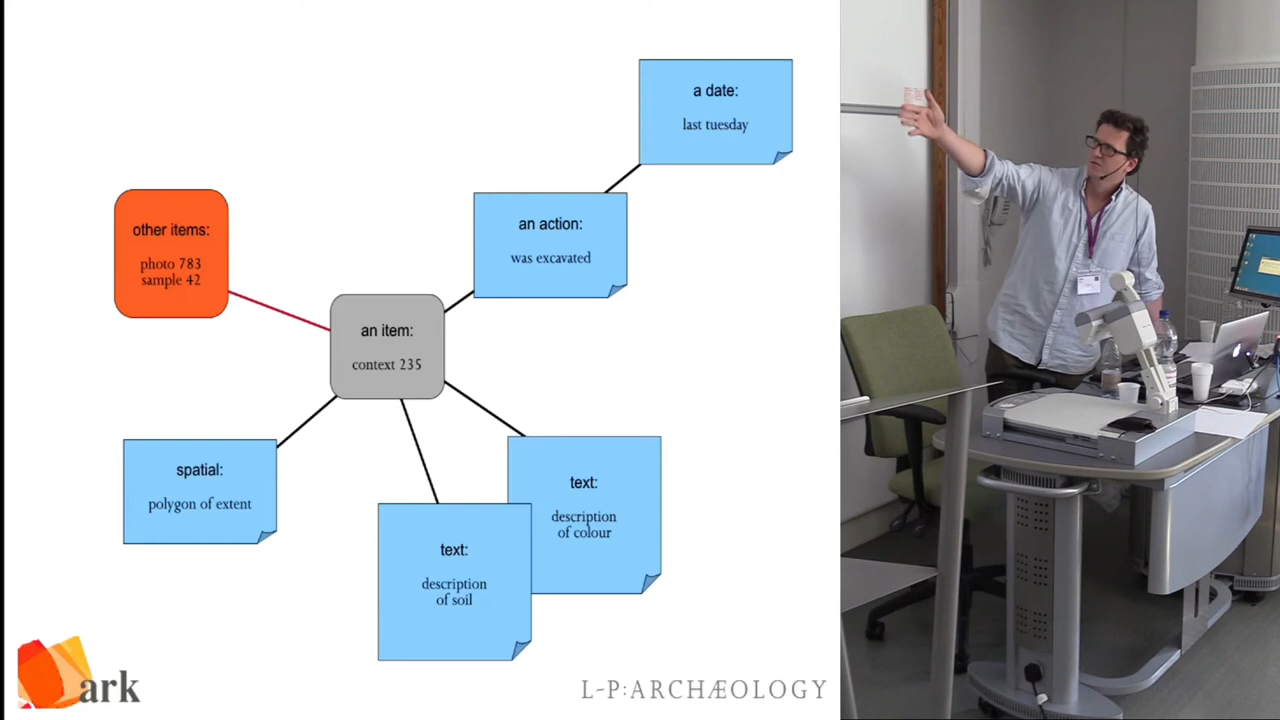 a date:
last tuesday
an action:
was excavated
other items:
photo 783
sample 42
an item:
context 235
spatial:
polygon of extent
text:
description
of colour
text:
description
of soil
ark
L-P:ARCHÆOLOGY